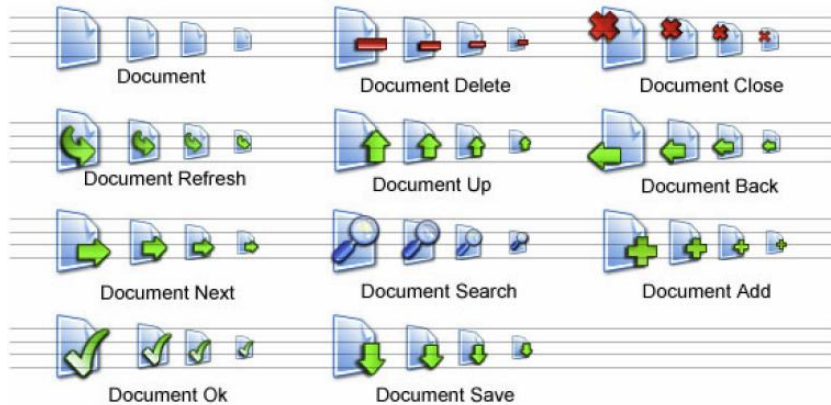 Document
Document Delete
Document Close
Document Refresh
Document Up
Document Back
Document Next
Document Search
Document Add
Document Ok
Document Save